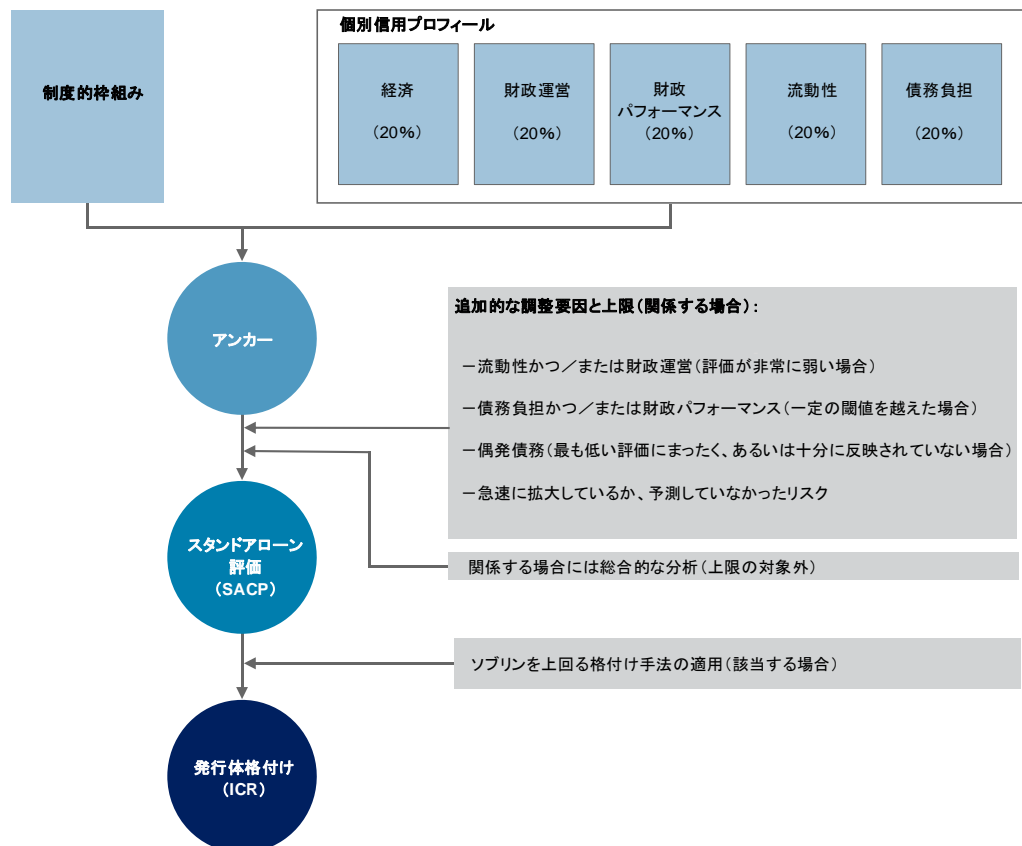 個別信用プロフィール
制度的枠組み
経済
(20%)
財政運営
(20%)
財政
パフォーマンス
(20%)
流動性
(20%)
債務負担
(20%)
アンカー
追加的な調整要因と上限(関係する場合):
-流動性かつ/または財政運営(評価が非常に弱い場合)
-債務負担かつ/または財政パフォーマンス(一定の閾値を越えた場合)
-偶発債務(最も低い評価にまったく、あるいは十分に反映されていない場合)
-急速に拡大しているか、予測していなかったリスク
スタンドアローン
評価
(SACP)
関係する場合には総合的な分析(上限の対象外)
ソブリンを上回る格付け手法の適用(該当する場合)
発行体格付け
(ICR)